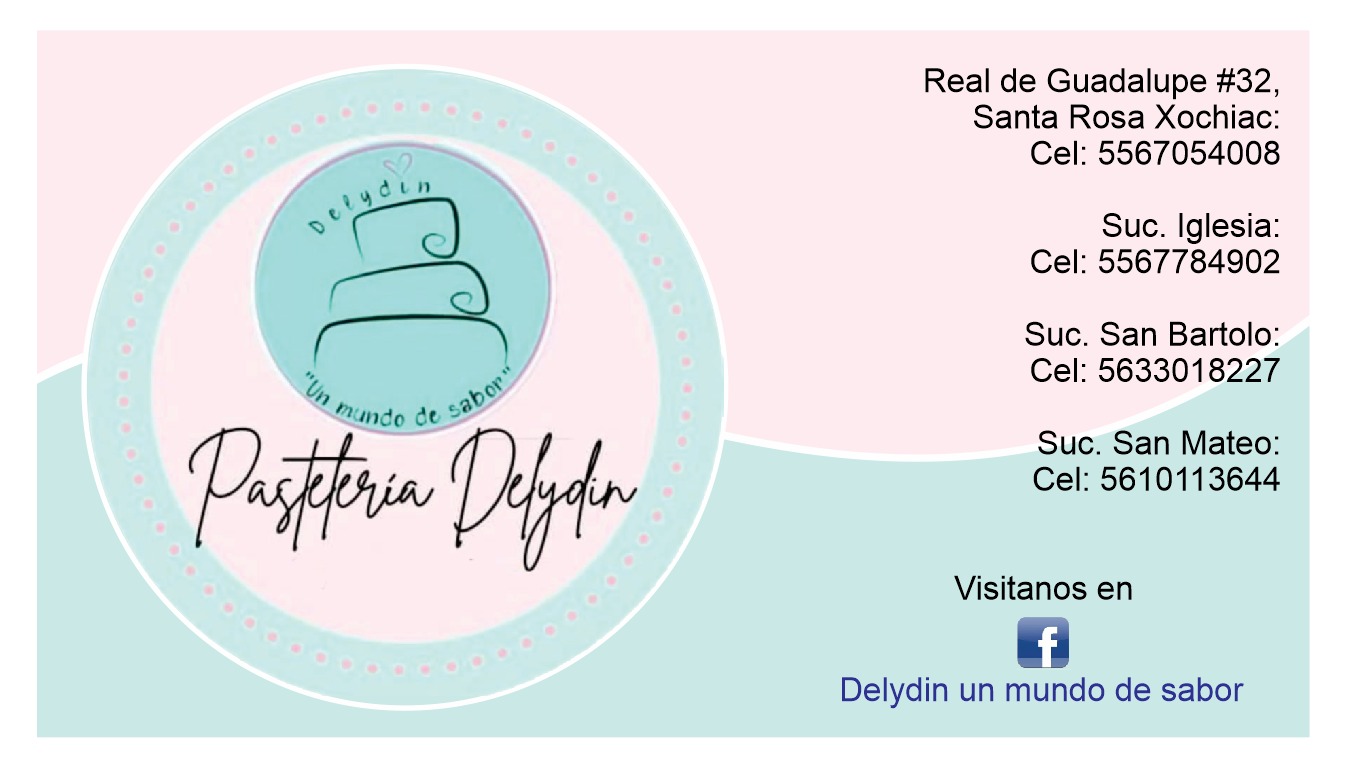 Delydin
"Un mundo de sabor"
Pastelería Delydin
Real de Guadalupe #32,
Santa Rosa Xochiac:
Cel: 5567054008
Suc. Iglesia:
Cel: 5567784902
Suc. San Bartolo:
Cel: 5633018227
Suc. San Mateo:
Cel: 5610113644
Visitanos en
f
Delydin un mundo de sabor